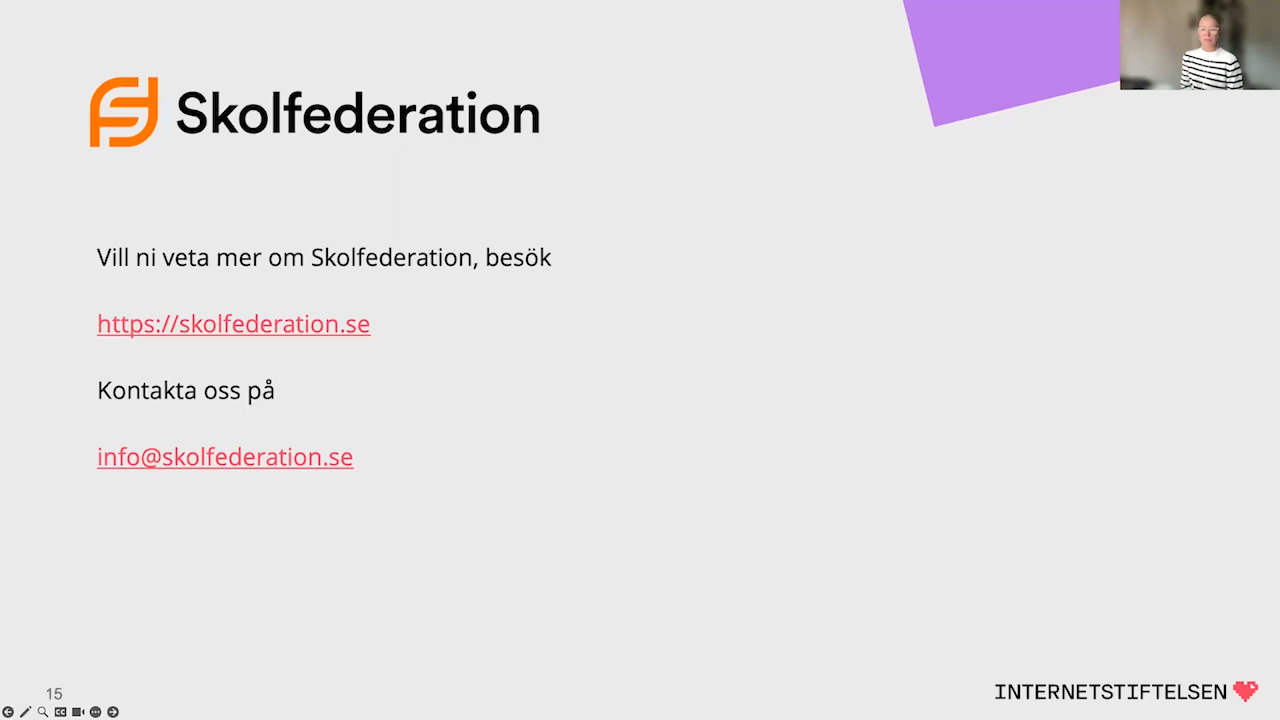 Skolfederation
Vill ni veta mer om Skolfederation, besök
https://skolfederation.se
Kontakta oss på
info@skolfederation.se
15
INTERNETSTIFTELSEN